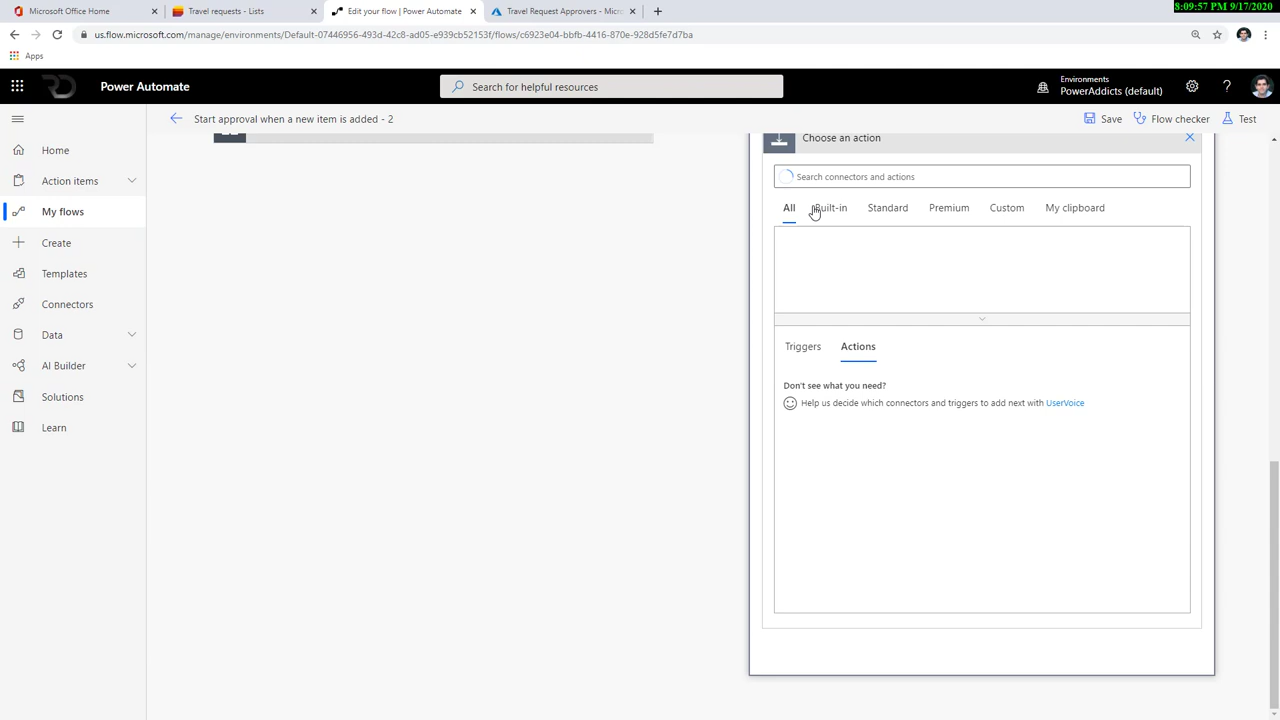 Microsoft Office Home
Travel requests - Lists
Edit your flow | Power Automate
Travel Request Approvers - Micro
8:09:57 PM 9/17/2020
us.flow.microsoft.com/manage/environments/Default-07446956-493d-42c8-ad05-e939cb52153f/flows/c6923e04-bbfb-4416-870e-928d5fe7d7ba
Apps
Power Automate
Search for helpful resources
Environments
PowerAddicts (default)
Start approval when a new item is added - 2
Save
Flow checker
Test
Home
Action items
My flows
Create
Templates
Connectors
Data
AI Builder
Solutions
Learn
Choose an action
Search connectors and actions
All
Built-in
Standard
Premium
Custom
My clipboard
Triggers
Actions
Don't see what you need?
Help us decide which connectors and triggers to add next with UserVoice